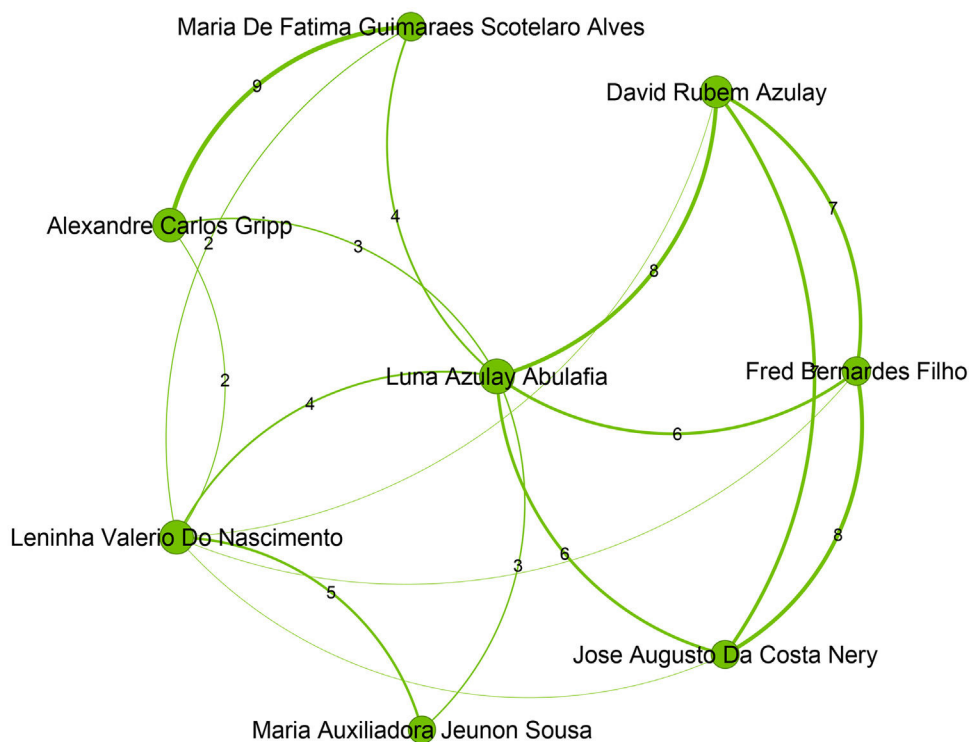 Maria De Fatima Guimaraes Scotelaro Alves
David Rubem Azulay
9
7
Alexandre Carlos Gripp
4
2
3
8
Luna Azulay Abulafia
7
Fred Bernardes Filho
2
4
6
Leninha Valerio Do Nascimento
8
6
3
5
Jose Augusto Da Costa Nery
Maria Auxiliadora Jeunon Sousa